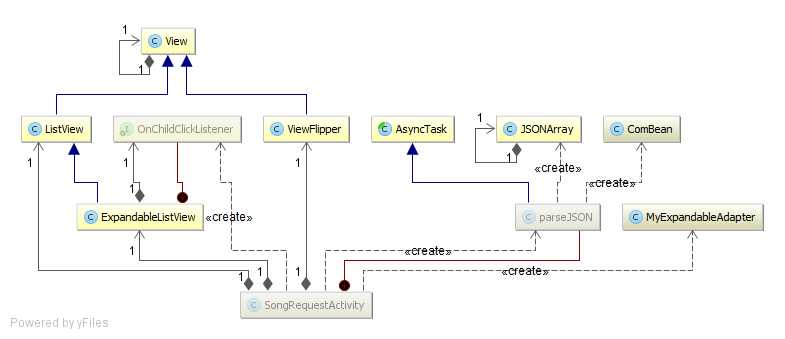 1
C View
1
C ListView
OnChildClickListener
C ViewFlipper
C AsyncTask
1
C JSONArray
C ComBean
1
1
1
1
«create»
C ExpandableListView
«create»
C parseJSON
C MyExpandableAdapter
1
1
«create»
«create»
1
1
1
C SongRequestActivity
Powered by yFiles